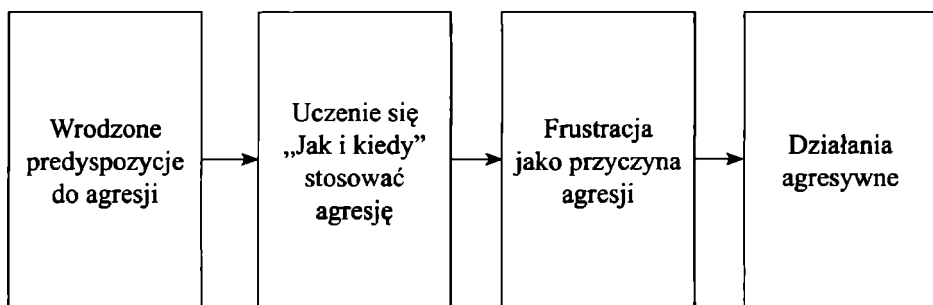 Wrodzone
predyspozycje
do agresji
Uczenie się
„Jak i kiedy”
stosować
agresję
Frustracja
jako przyczyna
agresji
Działania
agresywne